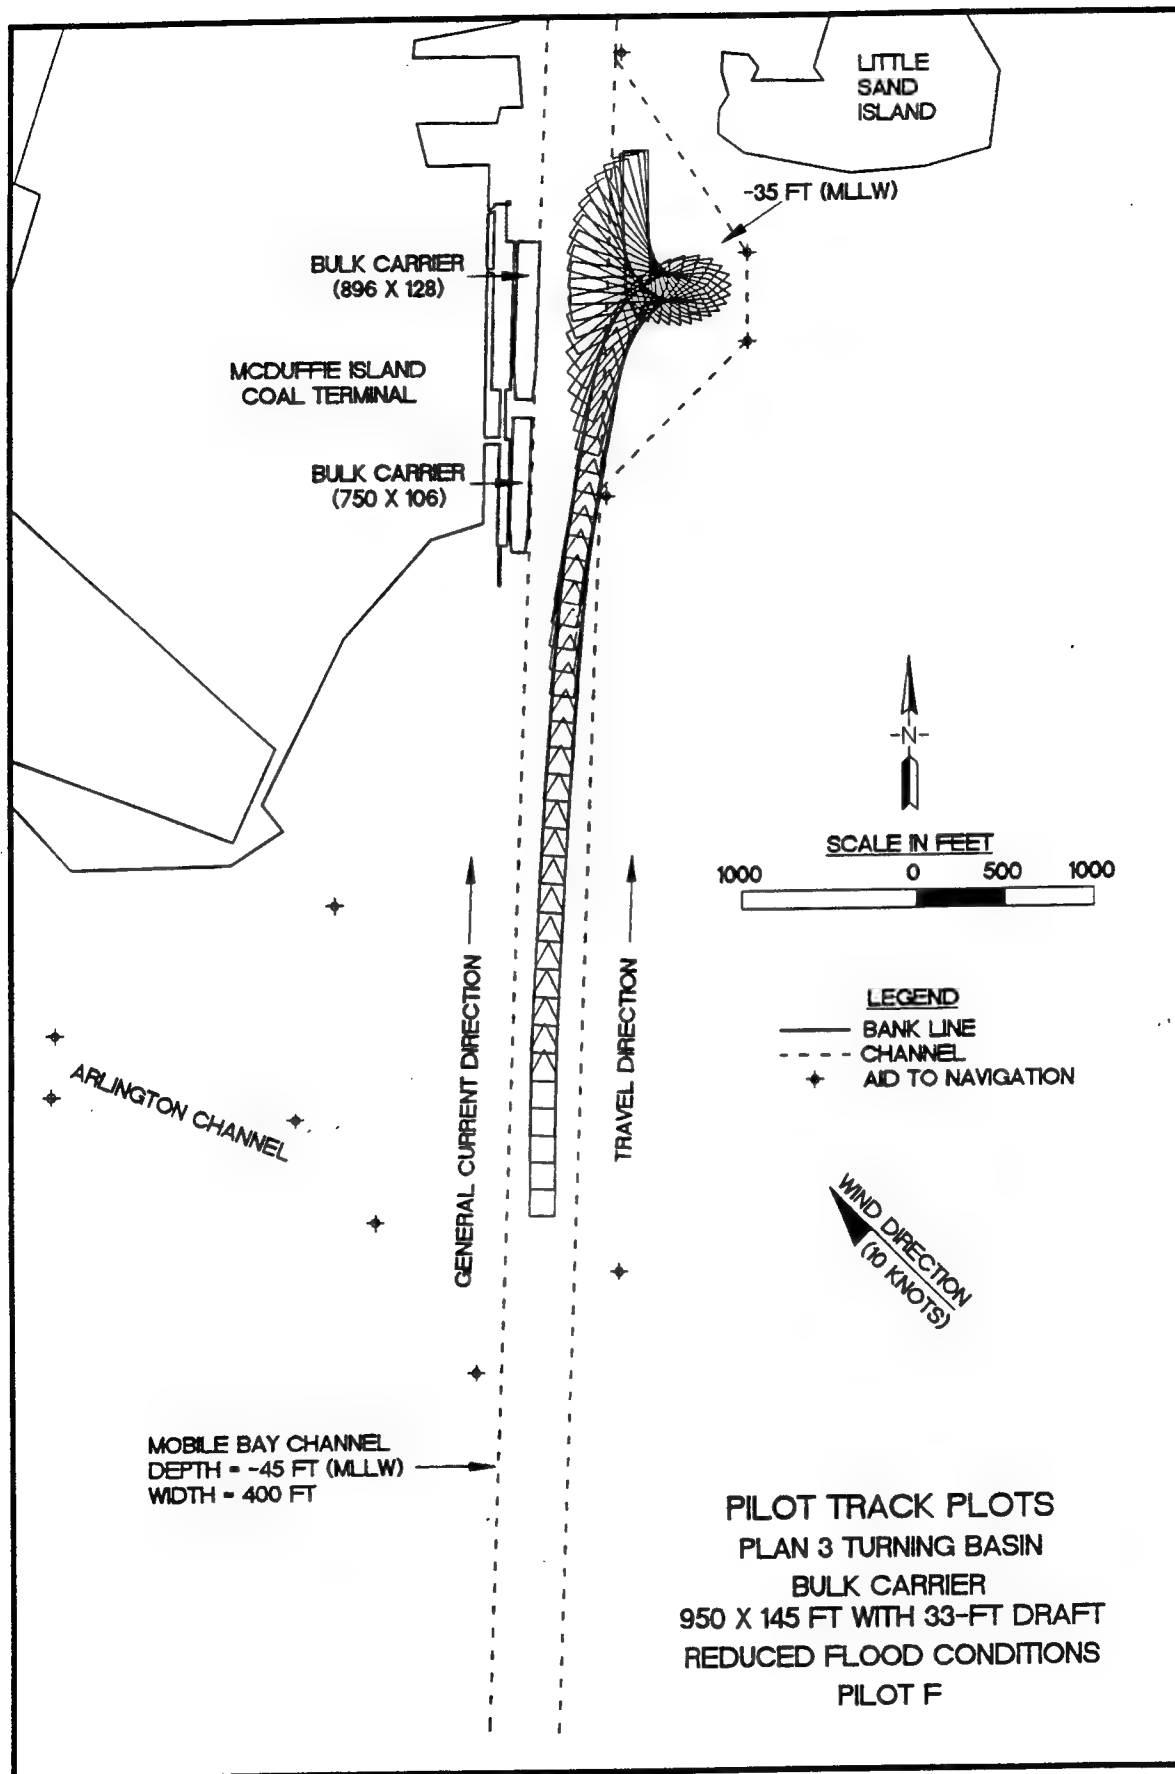 LITTLE
SAND
ISLAND
-35 FT (MLLW)
BULK CARRIER
(896 X 128)
MCDUFFIE ISLAND
COAL TERMINAL
BULK CARRIER
(750 X 106)
-N-
SCALE IN FEET
1000 0 500 1000
GENERAL CURRENT DIRECTION
TRAVEL DIRECTION
LEGEND
BANK LINE
CHANNEL
AID TO NAVIGATION
ARLINGTON CHANNEL
WIND DIRECTION
(10 KNOTS)
MOBILE BAY CHANNEL
DEPTH = -45 FT (MLLW)
WIDTH = 400 FT
PILOT TRACK PLOTS
PLAN 3 TURNING BASIN
BULK CARRIER
950 X 145 FT WITH 33-FT DRAFT
REDUCED FLOOD CONDITIONS
PILOT F